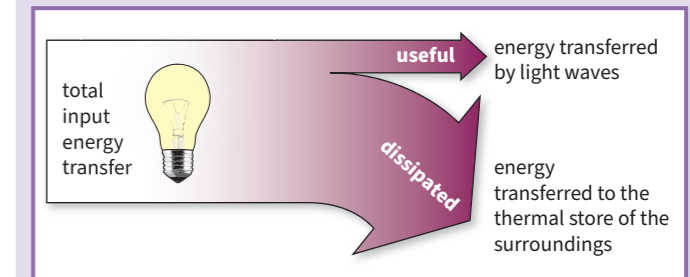 total
input
energy
transfer
useful
dissipated
energy transferred
by light waves
energy
transferred to the
thermal store of the
surroundings